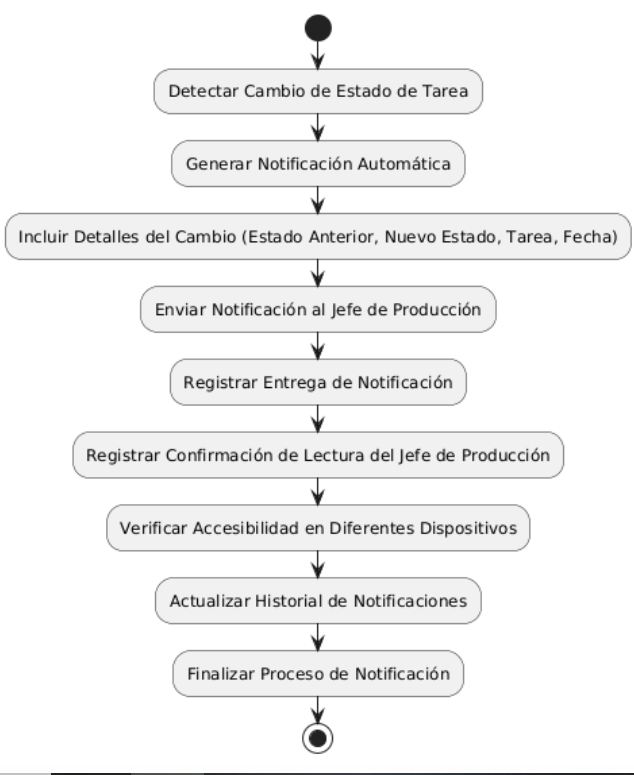 Detectar Cambio de Estado de Tarea
Generar Notificación Automática
Incluir Detalles del Cambio (Estado Anterior, Nuevo Estado, Tarea, Fecha)
Enviar Notificación al Jefe de Producción
Registrar Entrega de Notificación
Registrar Confirmación de Lectura del Jefe de Producción
Verificar Accesibilidad en Diferentes Dispositivos
Actualizar Historial de Notificaciones
Finalizar Proceso de Notificación